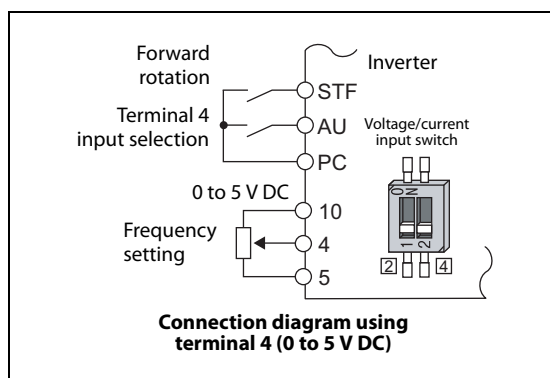 Forward
rotation
Inverter
STF
Terminal 4
input selection
AU
Voltage/current
input switch
PC
0 to 5 V DC
10
Frequency
setting
4
5
ON
1 2
2 4
Connection diagram using
terminal 4 (0 to 5 V DC)